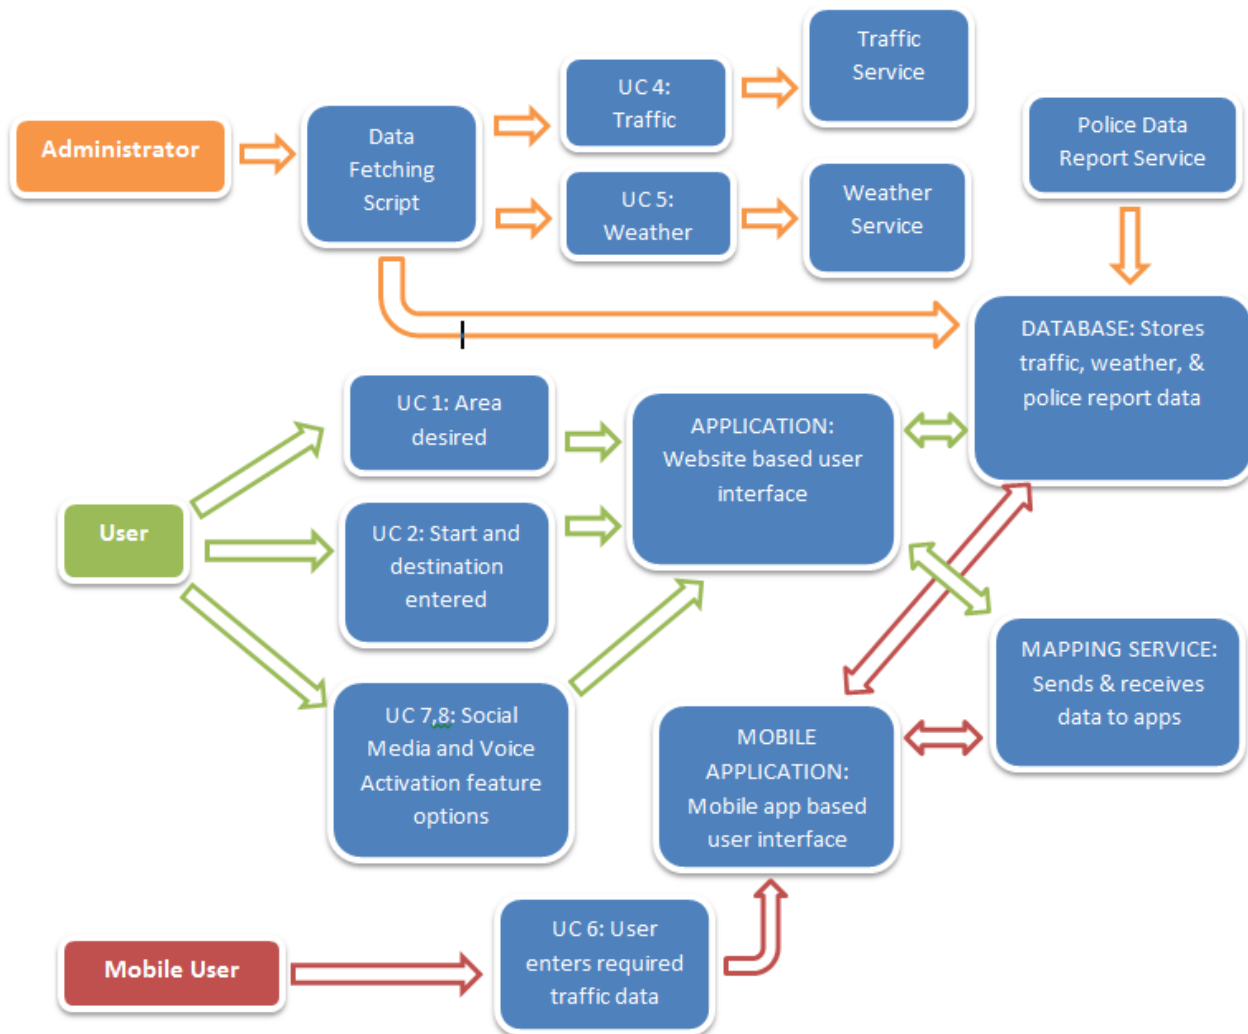 Administrator
Data
Fetching
Script
UC 4:
Traffic
Traffic
Service
UC 5:
Weather
Weather
Service
Police Data
Report Service
DATABASE: Stores
traffic, weather, &
police report data
User
UC 1: Area
desired
UC 2: Start and
destination
entered
UC 7,8: Social
Media and Voice
Activation feature
options
APPLICATION:
Website based user
interface
MAPPING SERVICE:
Sends & receives
data to apps
MOBILE
APPLICATION:
Mobile app based
user interface
Mobile User
UC 6: User
enters required
traffic data